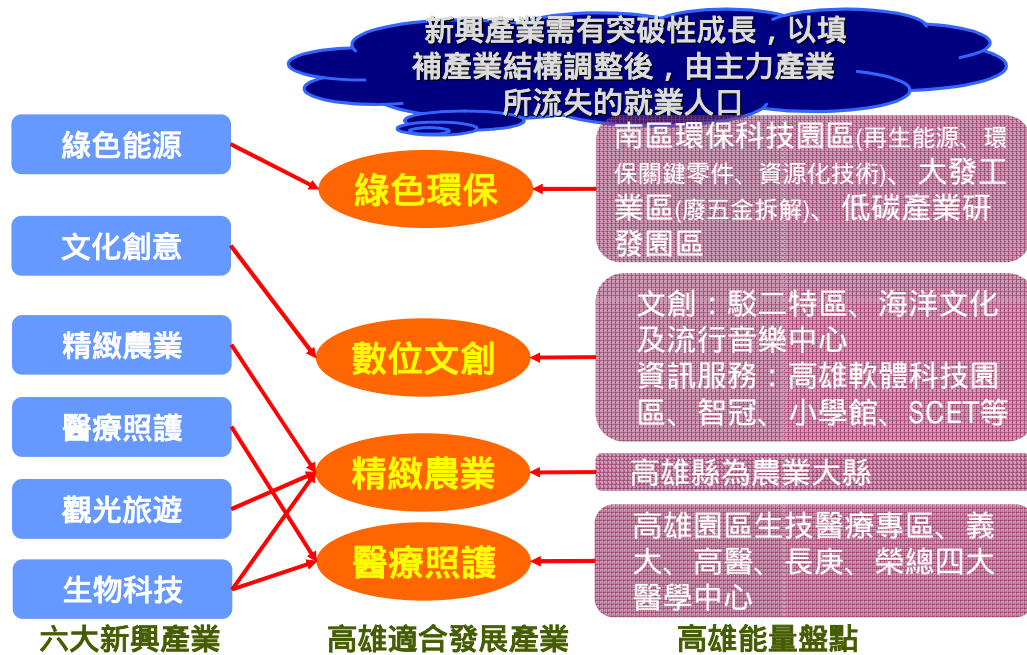 新興產業需有突破性成長，以填
補產業結構調整後，由主力產業
所流失的就業人口
綠色能源
文化創意
精緻農業
醫療照護
觀光旅遊
生物科技
六大新興產業
綠色環保
數位文創
精緻農業
醫療照護
高雄適合發展產業
南區環保科技園區(再生能源、環
保關鍵零件、資源化技術)、大發工
業區(廢五金拆解)、低碳產業研
發園區
文創：駁二特區、海洋文化
及流行音樂中心
資訊服務：高雄軟體科技園
區、智冠、小學館、SCET等
高雄縣為農業大縣
高雄園區生技醫療專區、義
大、高醫、長庚、榮總四大
醫學中心
高雄能量盤點